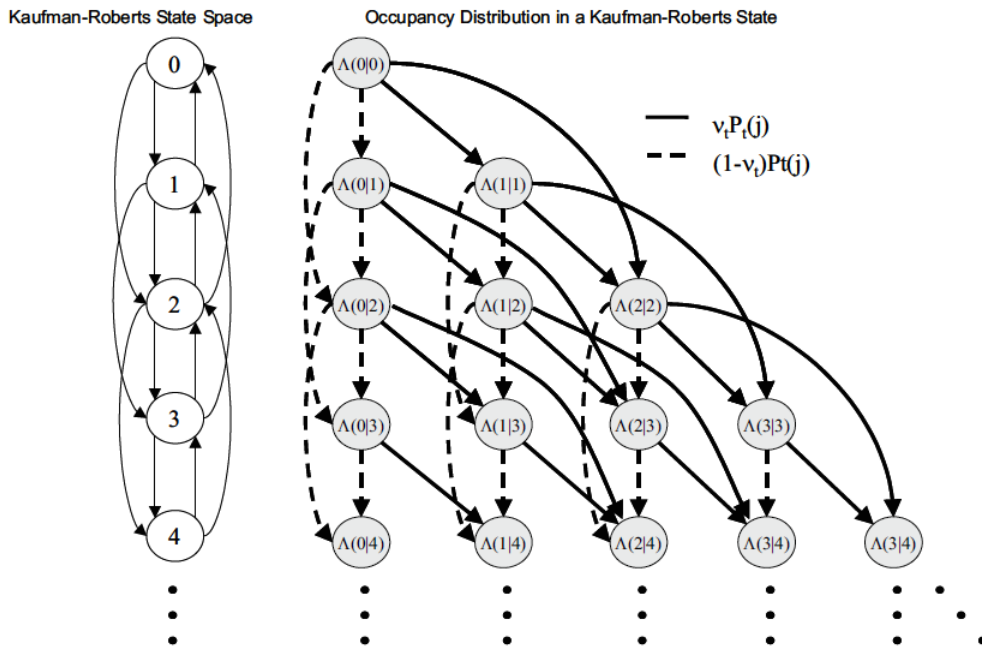 Kaufman-Roberts State Space
Occupancy Distribution in a Kaufman-Roberts State
0
Λ(0|0)
νtPt(j)
(1-νt)Pt(j)
1
Λ(0|1)
Λ(1|1)
2
Λ(0|2)
Λ(1|2)
Λ(2|2)
3
Λ(0|3)
Λ(1|3)
Λ(2|3)
Λ(3|3)
4
Λ(0|4)
Λ(1|4)
Λ(2|4)
Λ(3|4)
Λ(3|4)